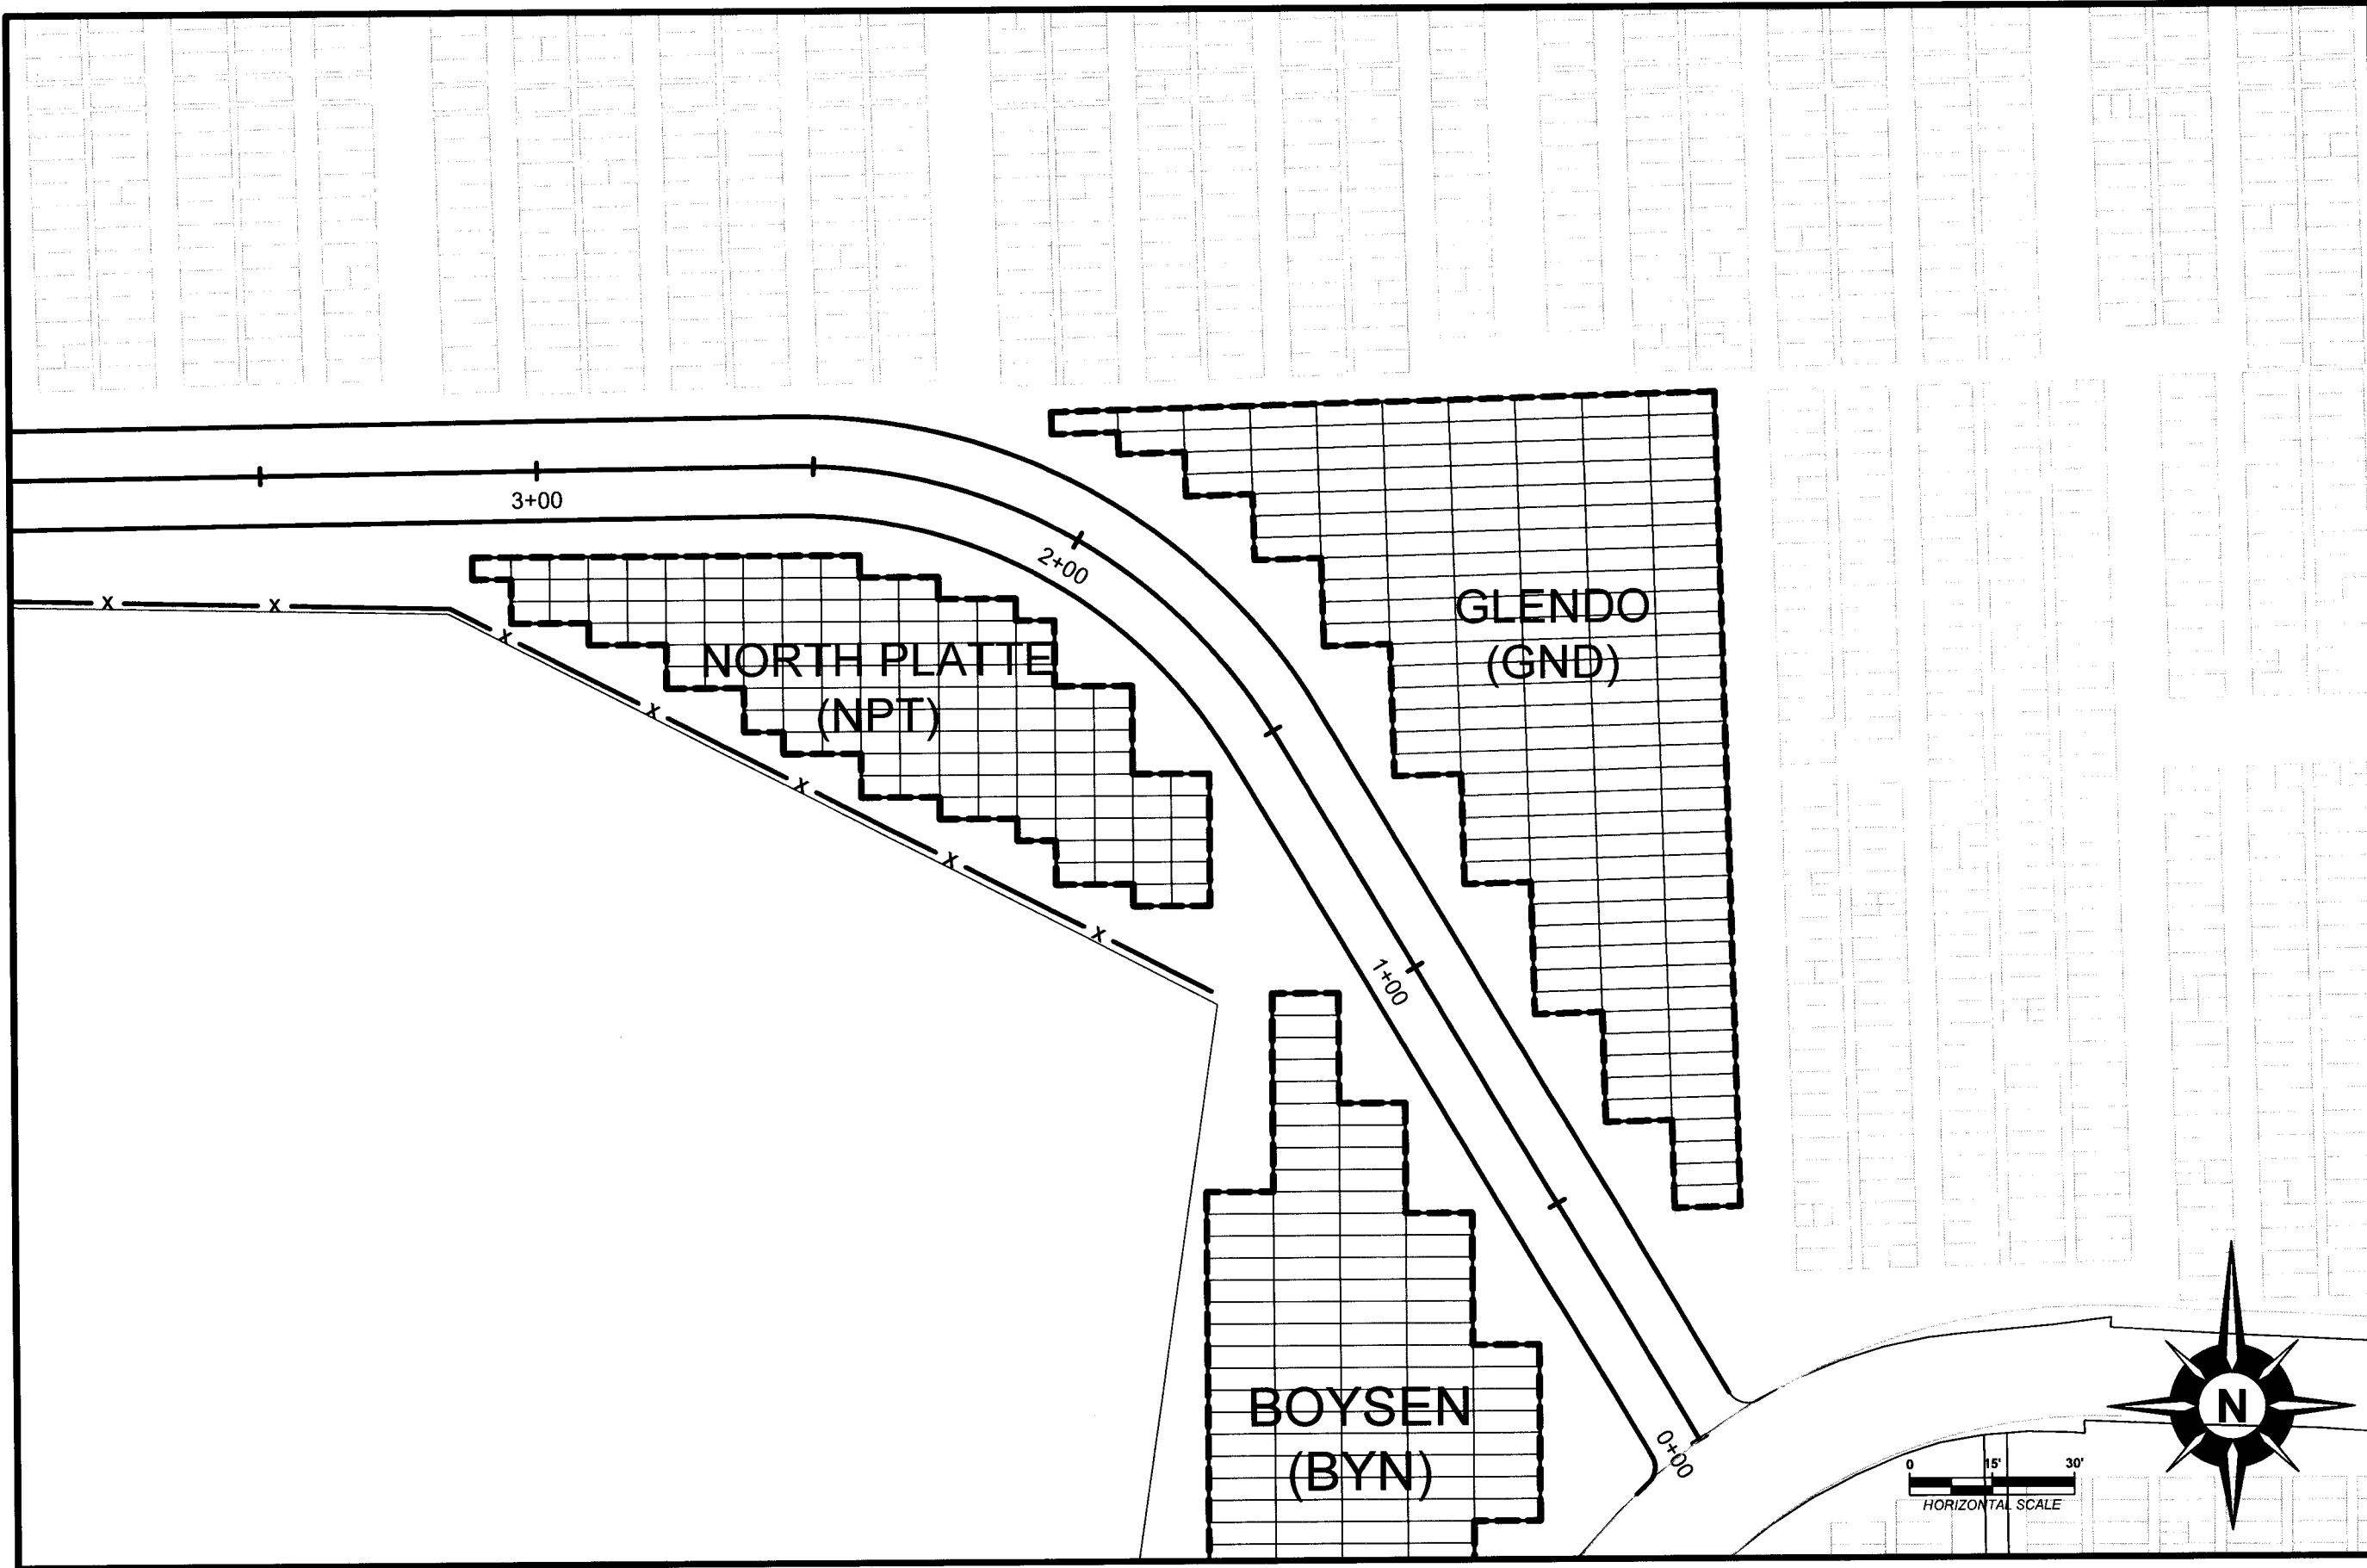 3+00
2+00
GLENDO
(GND)
NORTH PLATTE
(NPT)
x
x
x
x
x
x
x
1+00
BOYSEN
(BYN)
0+00
N
0 15' 30'
HORIZONTAL SCALE